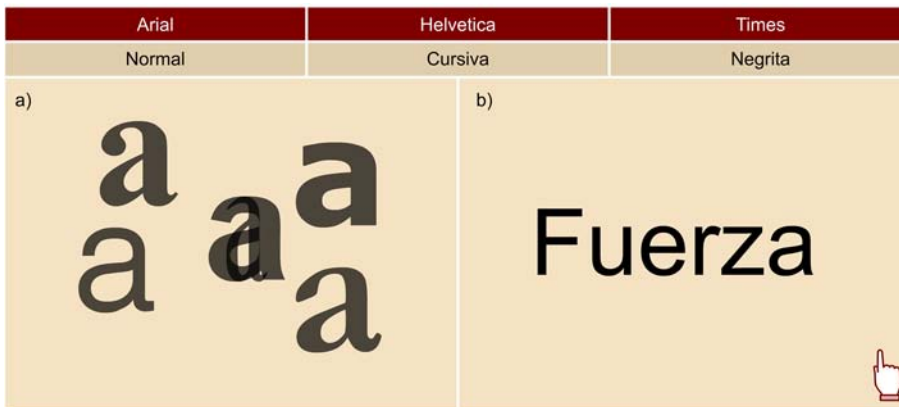 Arial Helvetica Times
Normal Cursiva Negrita
a) b)
a a
a a
a a
Fuerza